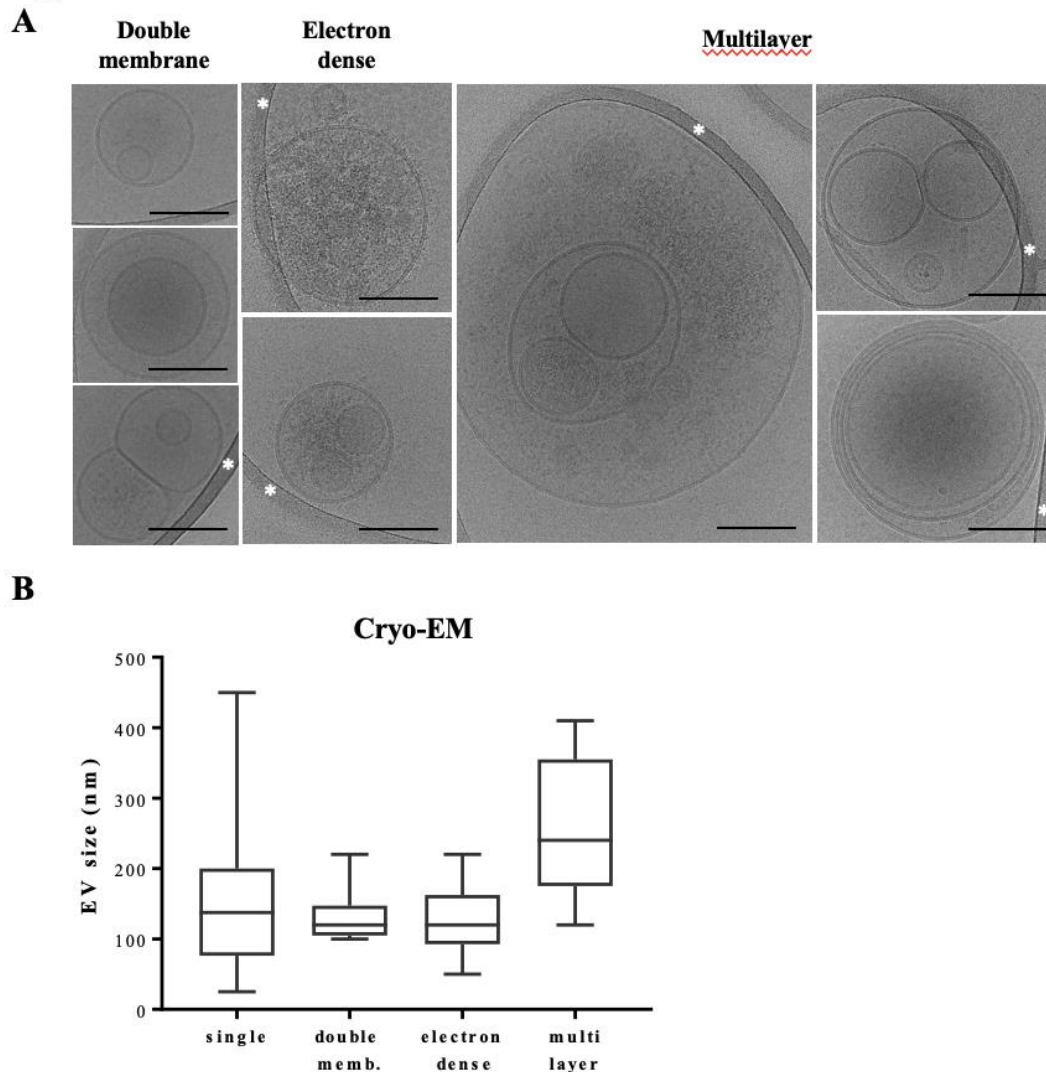 A
Double
membrane
Electron
dense
Multilayer
*
*
*
*
*
*
B
Cryo-EM
EV size (nm)
500
400
300
200
100
0
single
double
memb.
electron
dense
multi
layer